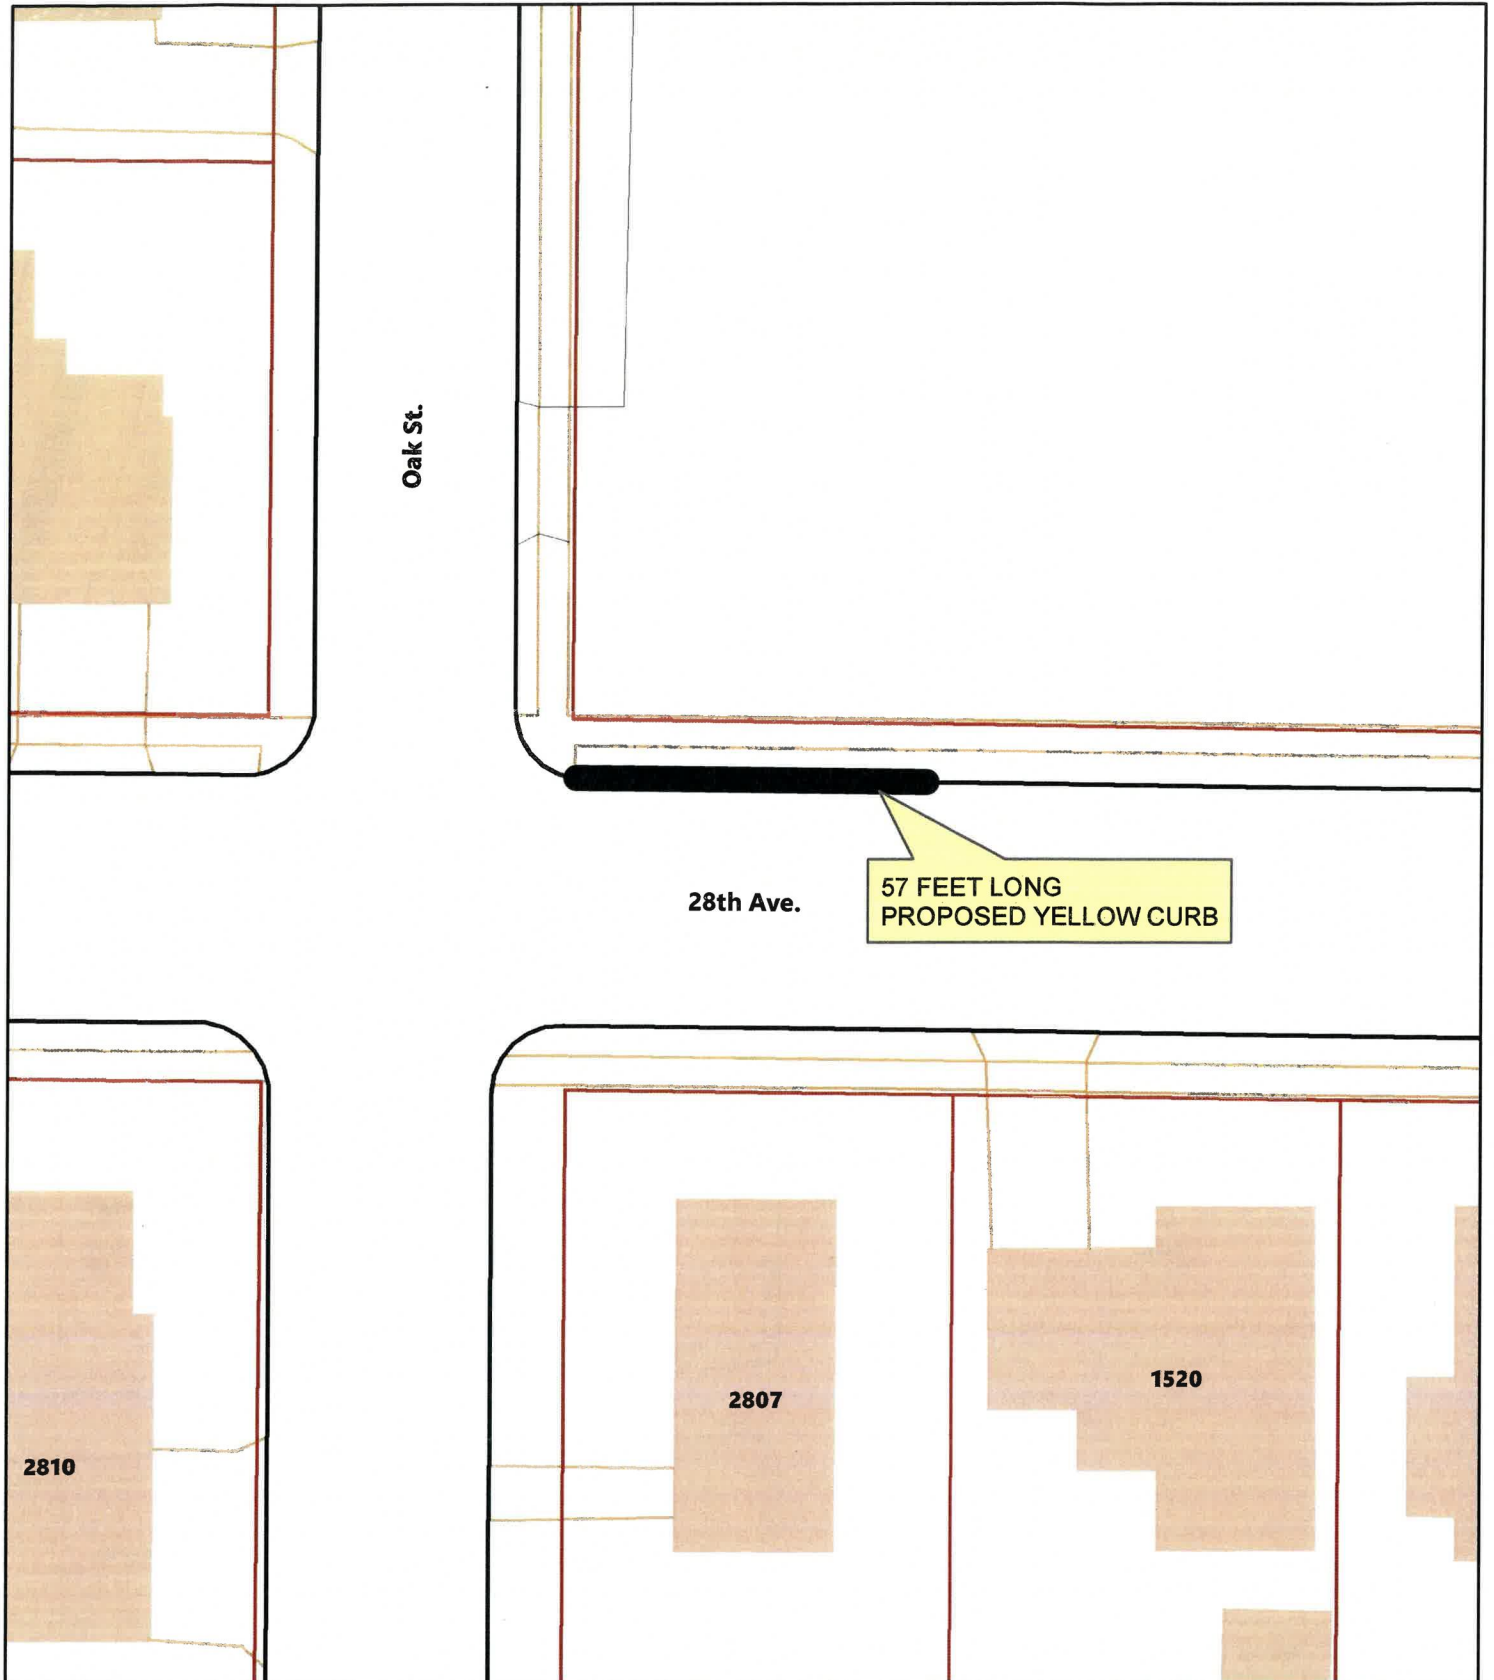 Oak St.
28th Ave.
57 FEET LONG
PROPOSED YELLOW CURB
2807
1520
2810